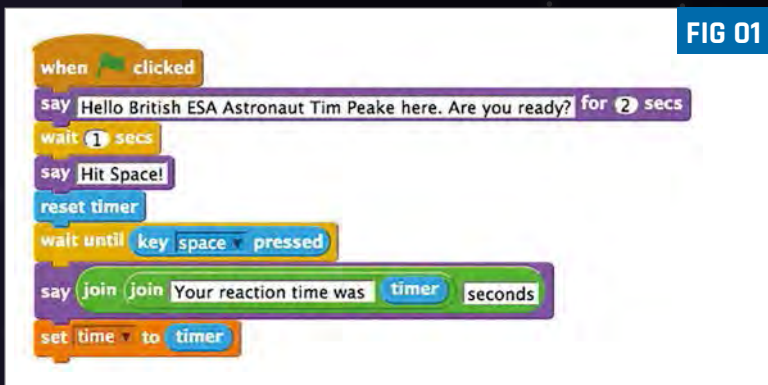 FIG 01
when clicked
say Hello British ESA Astronaut Tim Peake here. Are you ready? for 2 secs
wait 1 secs
say Hit Space!
reset timer
wait until key space pressed
say join join Your reaction time was timer seconds
set time to timer